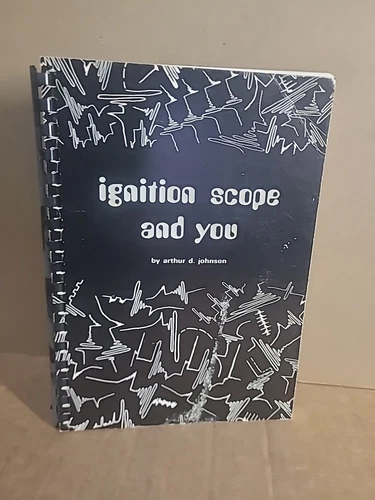 ignition scope
and you
by arthur d. johnson